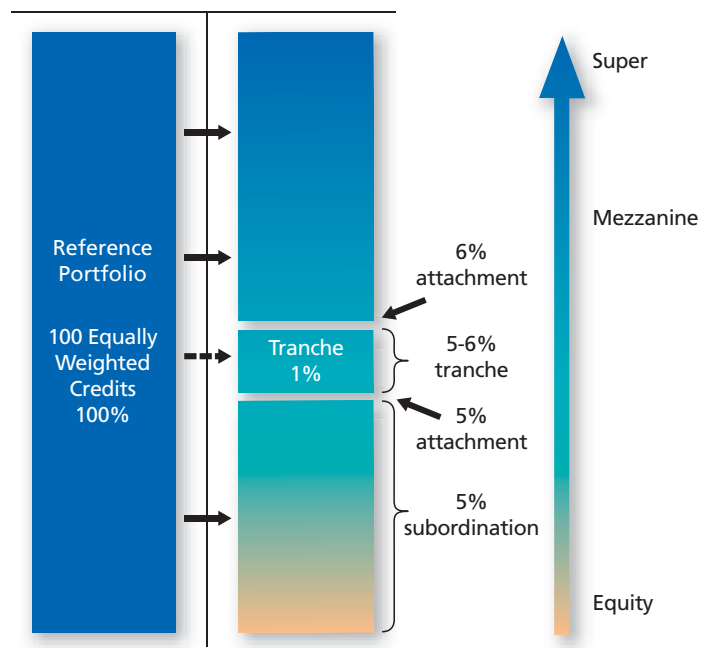 Reference
Portfolio
100 Equally
Weighted
Credits
100%
Tranche
1%
6%
attachment
5-6%
tranche
5%
attachment
5%
subordination
Super
Mezzanine
Equity